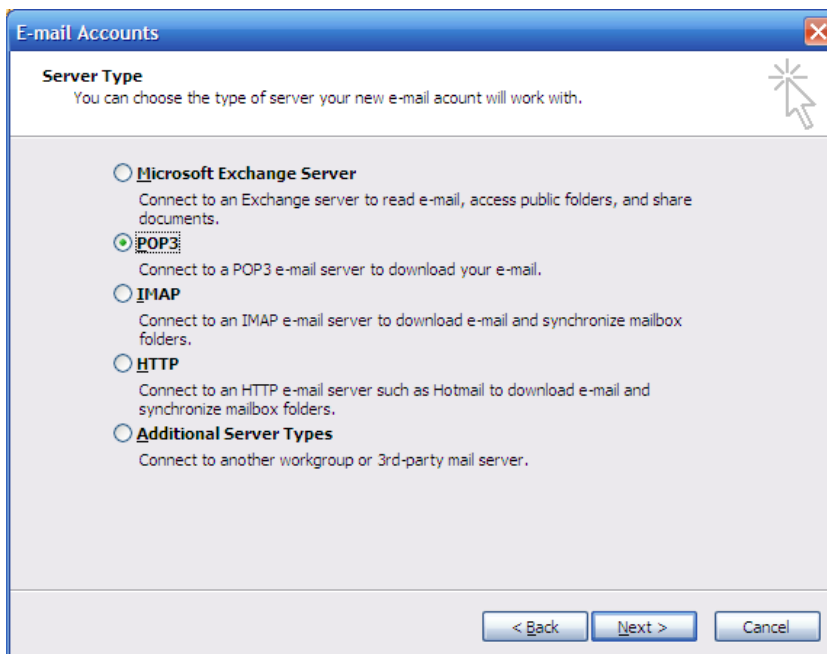 E-mail Accounts
Server Type
You can choose the type of server your new e-mail acount will work with.
Microsoft Exchange Server
Connect to an Exchange server to read e-mail, access public folders, and share
documents.
POP3
Connect to a POP3 e-mail server to download your e-mail.
IMAP
Connect to an IMAP e-mail server to download e-mail and synchronize mailbox
folders.
HTTP
Connect to an HTTP e-mail server such as Hotmail to download e-mail and
synchronize mailbox folders.
Additional Server Types
Connect to another workgroup or 3rd-party mail server.
< Back Next > Cancel